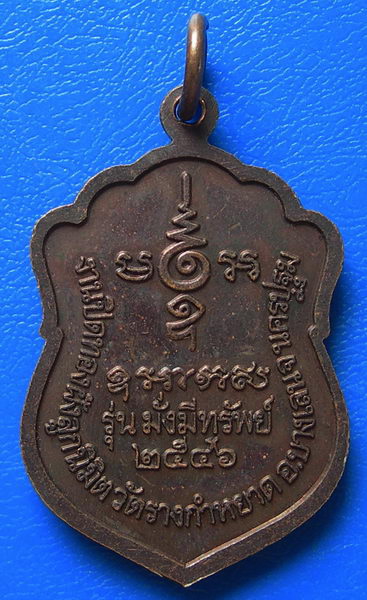 รุ่น มั่งมีทรัพย์
๒๕๔๖
งานปิดทองฝังลูกนิมิต วัดรางกำหยาด อ.บางเลน จ.นครปฐม